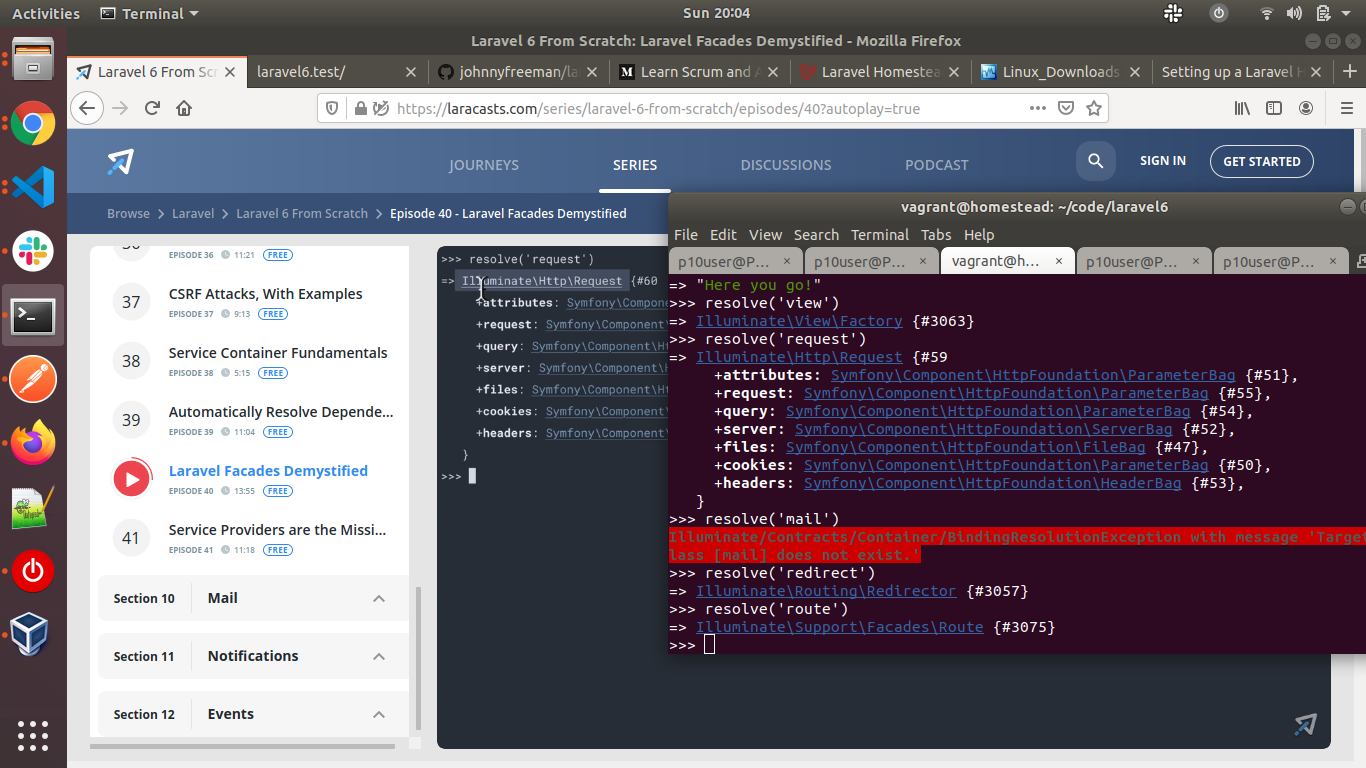 Activities
Terminal
Sun 20:04
Laravel 6 From Scratch: Laravel Facades Demystified - Mozilla Firefox
Laravel 6 From Scr
laravel6.test/
johnnyfreeman/la
Learn Scrum and A
Laravel Homestea
Linux_Downloads
Setting up a Laravel H
https://laracasts.com/series/laravel-6-from-scratch/episodes/40?autoplay=true
JOURNEYS
SERIES
DISCUSSIONS
PODCAST
SIGN IN
GET STARTED
Browse
Laravel
Laravel 6 From Scratch
Episode 40 - Laravel Facades Demystified
EPISODE 36 11:21 FREE
37
CSRF Attacks, With Examples
EPISODE 37 9:13 FREE
38
Service Container Fundamentals
EPISODE 38 5:15 FREE
39
Automatically Resolve Depende...
EPISODE 39 11:04 FREE
Laravel Facades Demystified
EPISODE 40 13:55 FREE
41
Service Providers are the Missi...
EPISODE 41 11:18 FREE
Section 10 Mail
Section 11 Notifications
Section 12 Events
>>> resolve('request')
=> Illuminate\Http\Request {#60
+attributes: Symfony\Compone
+request: Symfony\Component\
+query: Symfony\Component\Ht
+server: Symfony\Component\H
+files: Symfony\Component\Ht
+cookies: Symfony\Component\
+headers: Symfony\Component\
}
>>>
vagrant@homestead: ~/code/laravel6
File Edit View Search Terminal Tabs Help
p10user@P...
p10user@P...
vagrant@h...
p10user@P...
p10user@P...
=> "Here you go!"
>>> resolve('view')
=> Illuminate\View\Factory {#3063}
>>> resolve('request')
=> Illuminate\Http\Request {#59
+attributes: Symfony\Component\HttpFoundation\ParameterBag {#51},
+request: Symfony\Component\HttpFoundation\ParameterBag {#55},
+query: Symfony\Component\HttpFoundation\ParameterBag {#54},
+server: Symfony\Component\HttpFoundation\ServerBag {#52},
+files: Symfony\Component\HttpFoundation\FileBag {#47},
+cookies: Symfony\Component\HttpFoundation\ParameterBag {#50},
+headers: Symfony\Component\HttpFoundation\HeaderBag {#53},
}
>>> resolve('mail')
Illuminate/Contracts/Container/BindingResolutionException with message 'Target
lass [mail] does not exist.'
>>> resolve('redirect')
=> Illuminate\Routing\Redirector {#3057}
>>> resolve('route')
=> Illuminate\Support\Facades\Route {#3075}
>>>